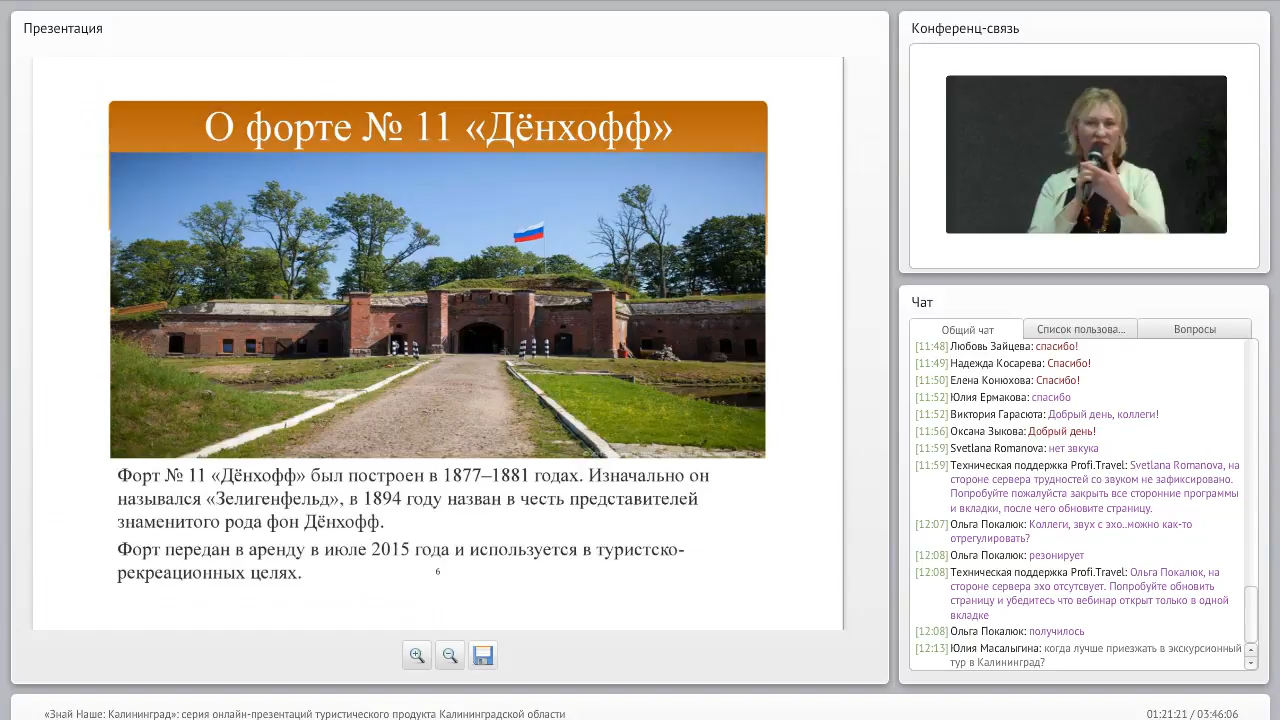 Презентация
О форте № 11 «Дёнхофф»
Форт № 11 «Дёнхофф» был построен в 1877–1881 годах. Изначально он
назывался «Зелигенфельд», в 1894 году назван в честь представителей
знаменитого рода фон Дёнхофф.
Форт передан в аренду в июле 2015 года и используется в туристско-
рекреационных целях.
6
Конференц-связь
Чат
Общий чат
Список пользова...
Вопросы
[11:48] Любовь Зайцева: спасибо!
[11:49] Надежда Косарева: Спасибо!
[11:50] Елена Конюхова: Спасибо!
[11:52] Юлия Ермакова: спасибо
[11:52] Виктория Гарасюта: Добрый день, коллеги!
[11:56] Оксана Зыкова: Добрый день!
[11:59] Svetlana Romanova: нет звкука
[11:59] Техническая поддержка Profi.Travel: Svetlana Romanova, на
стороне сервера трудностей со звуком не зафиксировано.
Попробуйте пожалуйста закрыть все сторонние программы
и вкладки, после чего обновите страницу.
[12:07] Ольга Покалюк: Коллеги, звук с эхо..можно как-то
отрегулировать?
[12:08] Ольга Покалюк: резонирует
[12:08] Техническая поддержка Profi.Travel: Ольга Покалюк, на
стороне сервера эхо отсутсвует. Попробуйте обновить
страницу и убедитесь что вебинар открыт только в одной
вкладке
[12:08] Ольга Покалюк: получилось
[12:13] Юлия Масалыгина: когда лучше приезжать в экскурсионный
тур в Калининград?
«Знай Наше: Калининград»: серия онлайн-презентаций туристического продукта Калининградской области
01:21:21 / 03:46:06